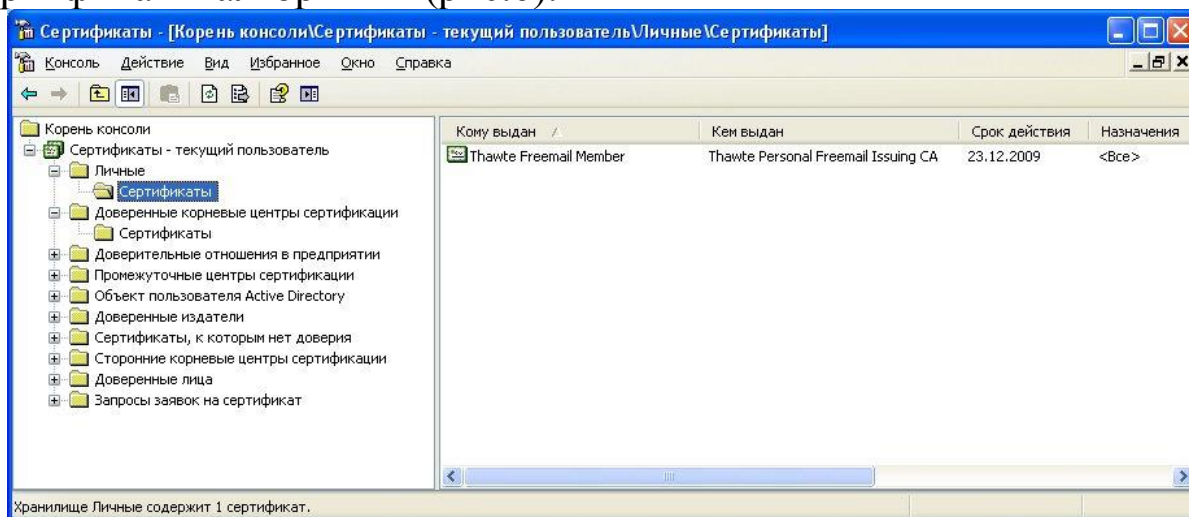 Сертификаты - [Корень консоли\Сертификаты - текущий пользователь\Личные\Сертификаты]
Консоль Действие Вид Избранное Окно Справка
Корень консоли
Сертификаты - текущий пользователь
Личные
Сертификаты
Доверенные корневые центры сертификации
Сертификаты
Доверительные отношения в предприятии
Промежуточные центры сертификации
Объект пользователя Active Directory
Доверенные издатели
Сертификаты, к которым нет доверия
Сторонние корневые центры сертификации
Доверенные лица
Запросы заявок на сертификат
Кому выдан Кем выдан Срок действия Назначения
Thawte Freemail Member Thawte Personal Freemail Issuing CA 23.12.2009 <Все>
Хранилище Личные содержит 1 сертификат.